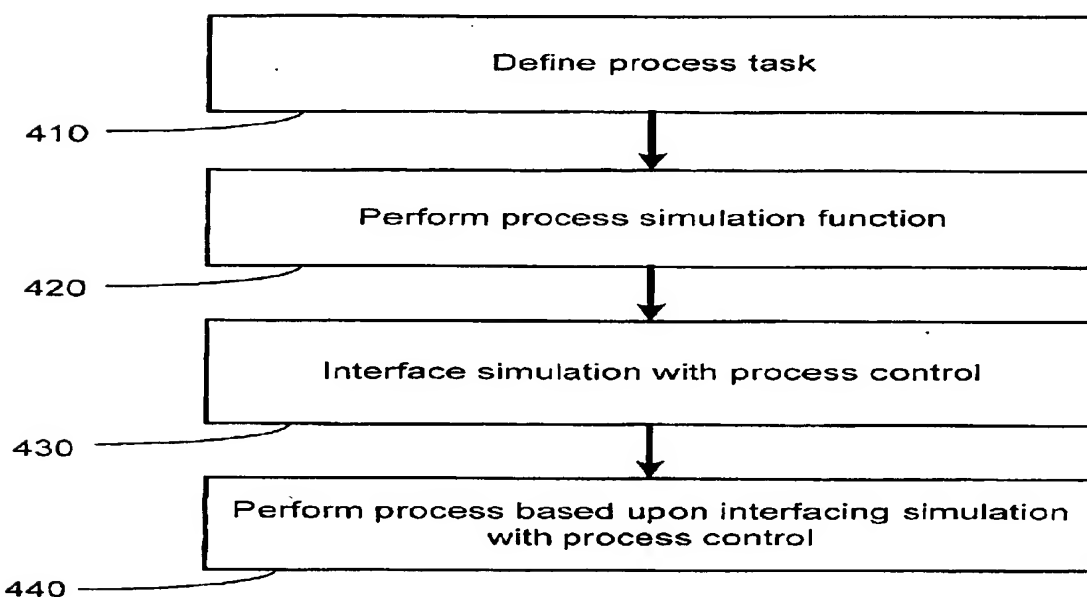 Define process task
410
Perform process simulation function
420
Interface simulation with process control
430
Perform process based upon interfacing simulation
with process control
440